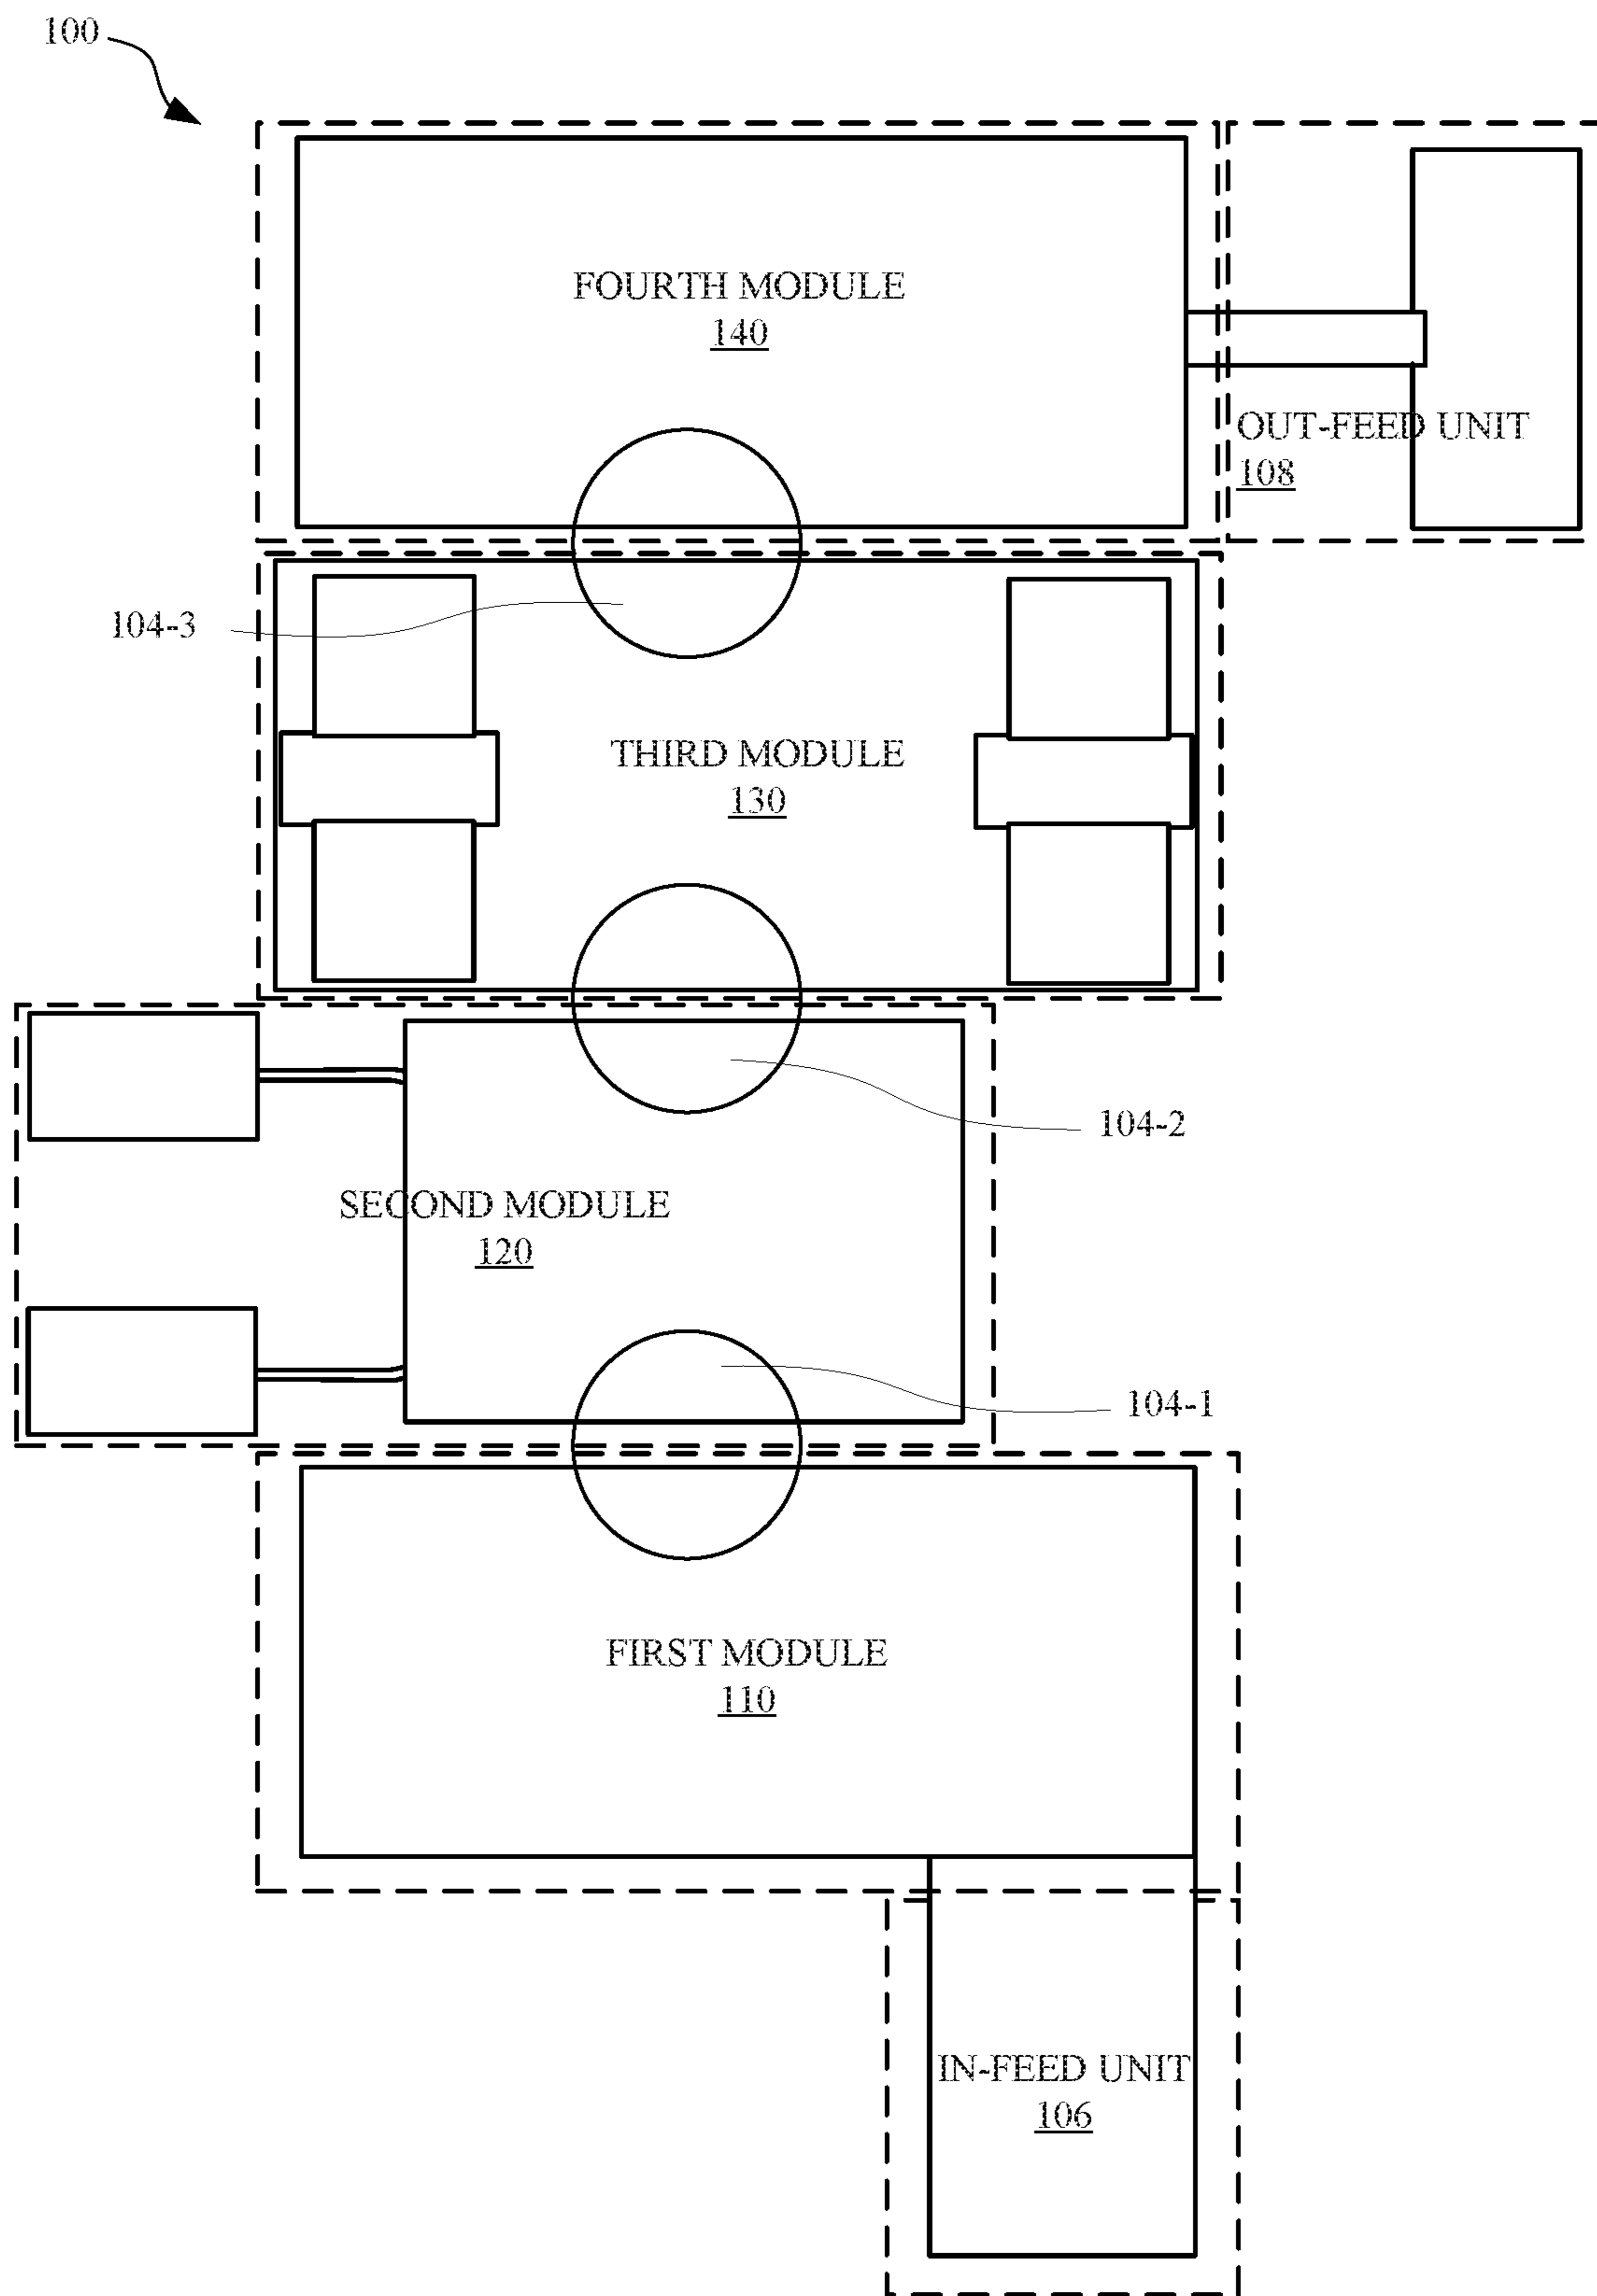 100
FOURTH MODULE
140
OUT-FEED UNIT
108
104-3
THIRD MODULE
130
104-2
SECOND MODULE
120
104-1
FIRST MODULE
110
IN-FEED UNIT
106